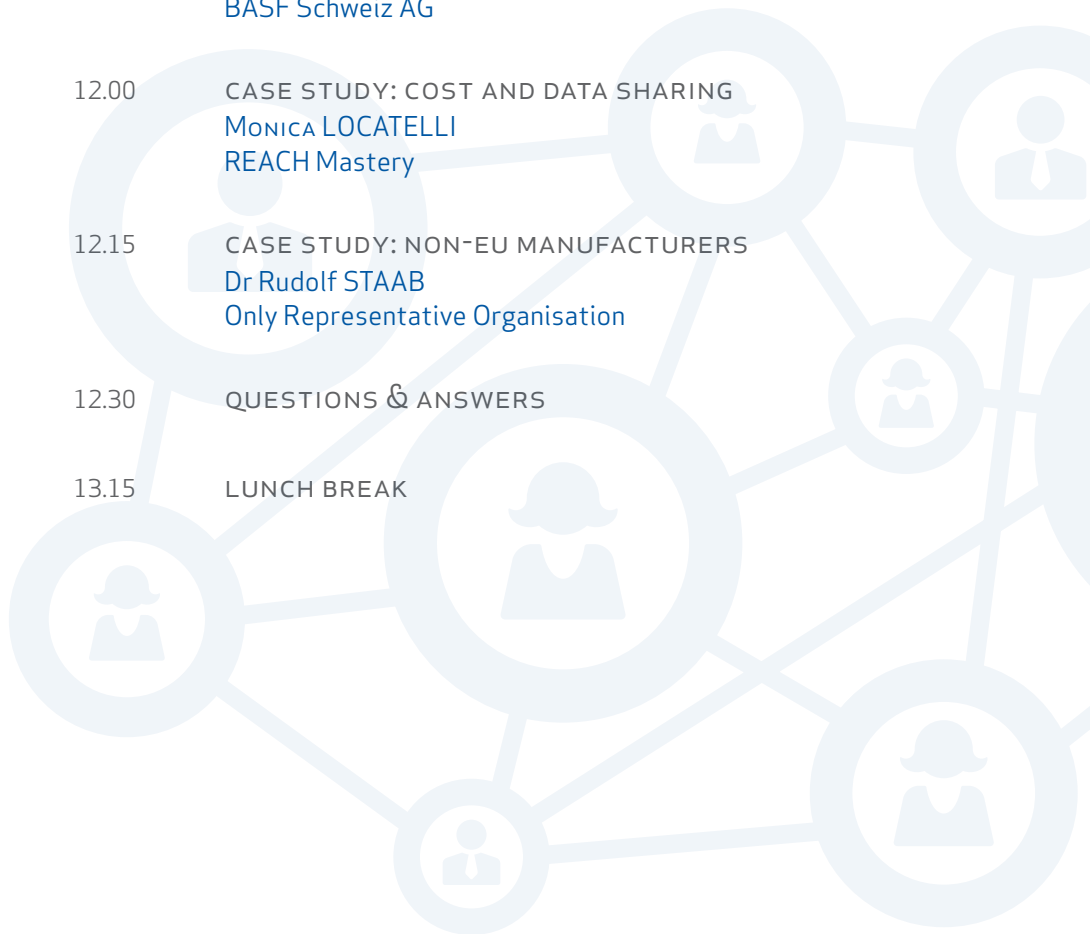 BASF Schweiz AG
12.00 CASE STUDY: COST AND DATA SHARING
Monica LOCATELLI
REACH Mastery
12.15 CASE STUDY: NON-EU MANUFACTURERS
Dr Rudolf STAAB
Only Representative Organisation
12.30 QUESTIONS & ANSWERS
13.15 LUNCH BREAK